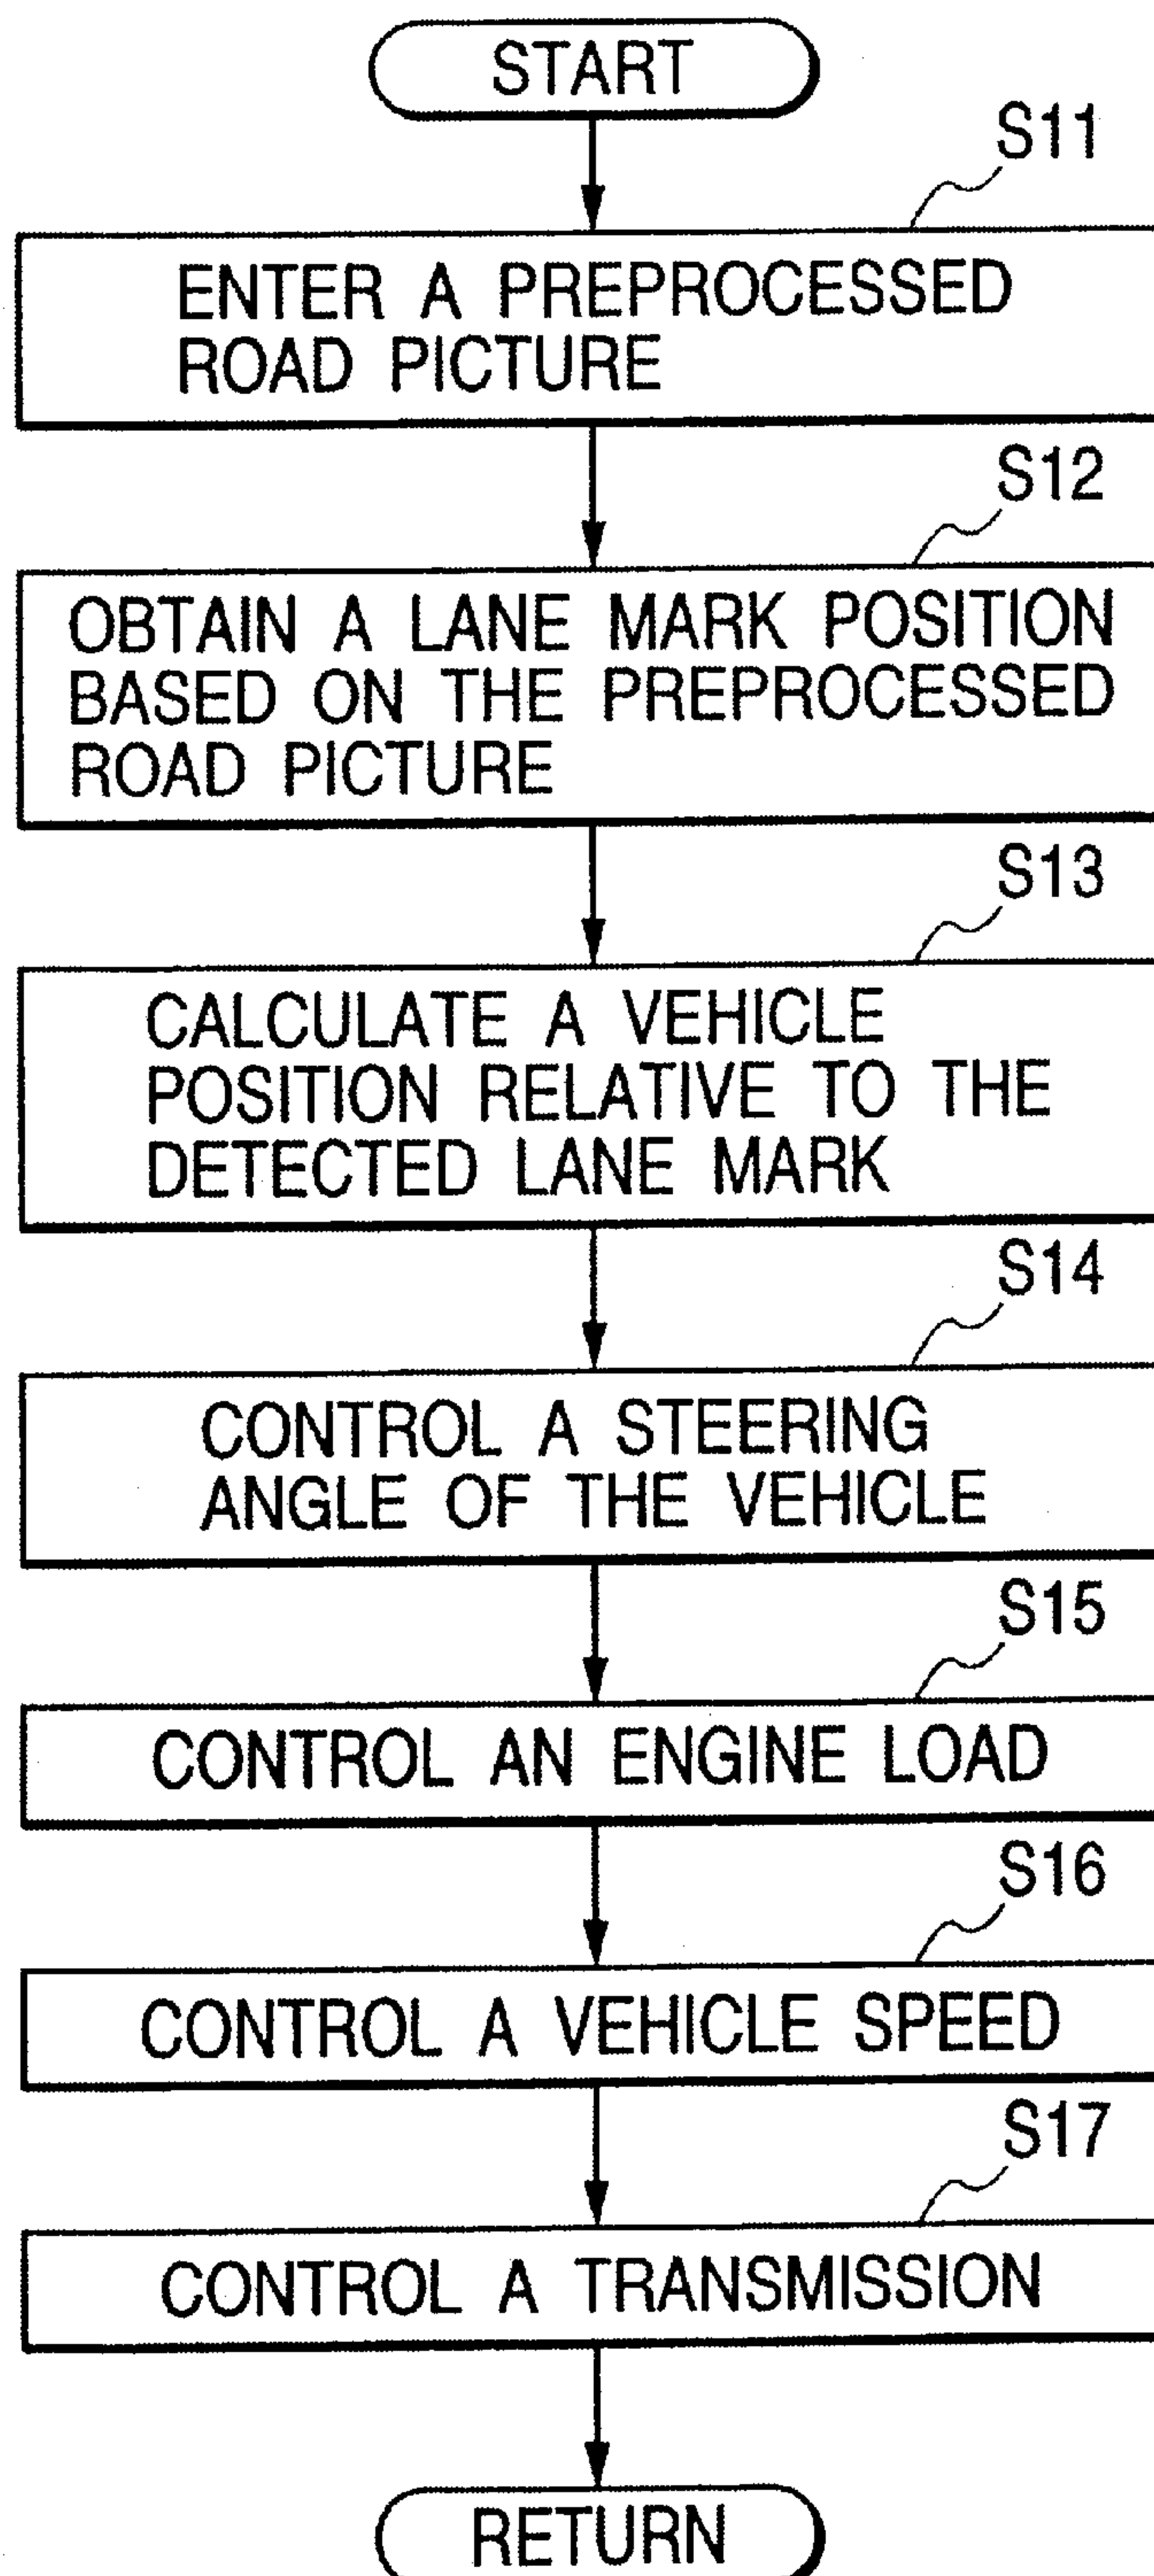 START
S11
ENTER A PREPROCESSED
ROAD PICTURE
S12
OBTAIN A LANE MARK POSITION
BASED ON THE PREPROCESSED
ROAD PICTURE
S13
CALCULATE A VEHICLE
POSITION RELATIVE TO THE
DETECTED LANE MARK
S14
CONTROL A STEERING
ANGLE OF THE VEHICLE
S15
CONTROL AN ENGINE LOAD
S16
CONTROL A VEHICLE SPEED
S17
CONTROL A TRANSMISSION
RETURN